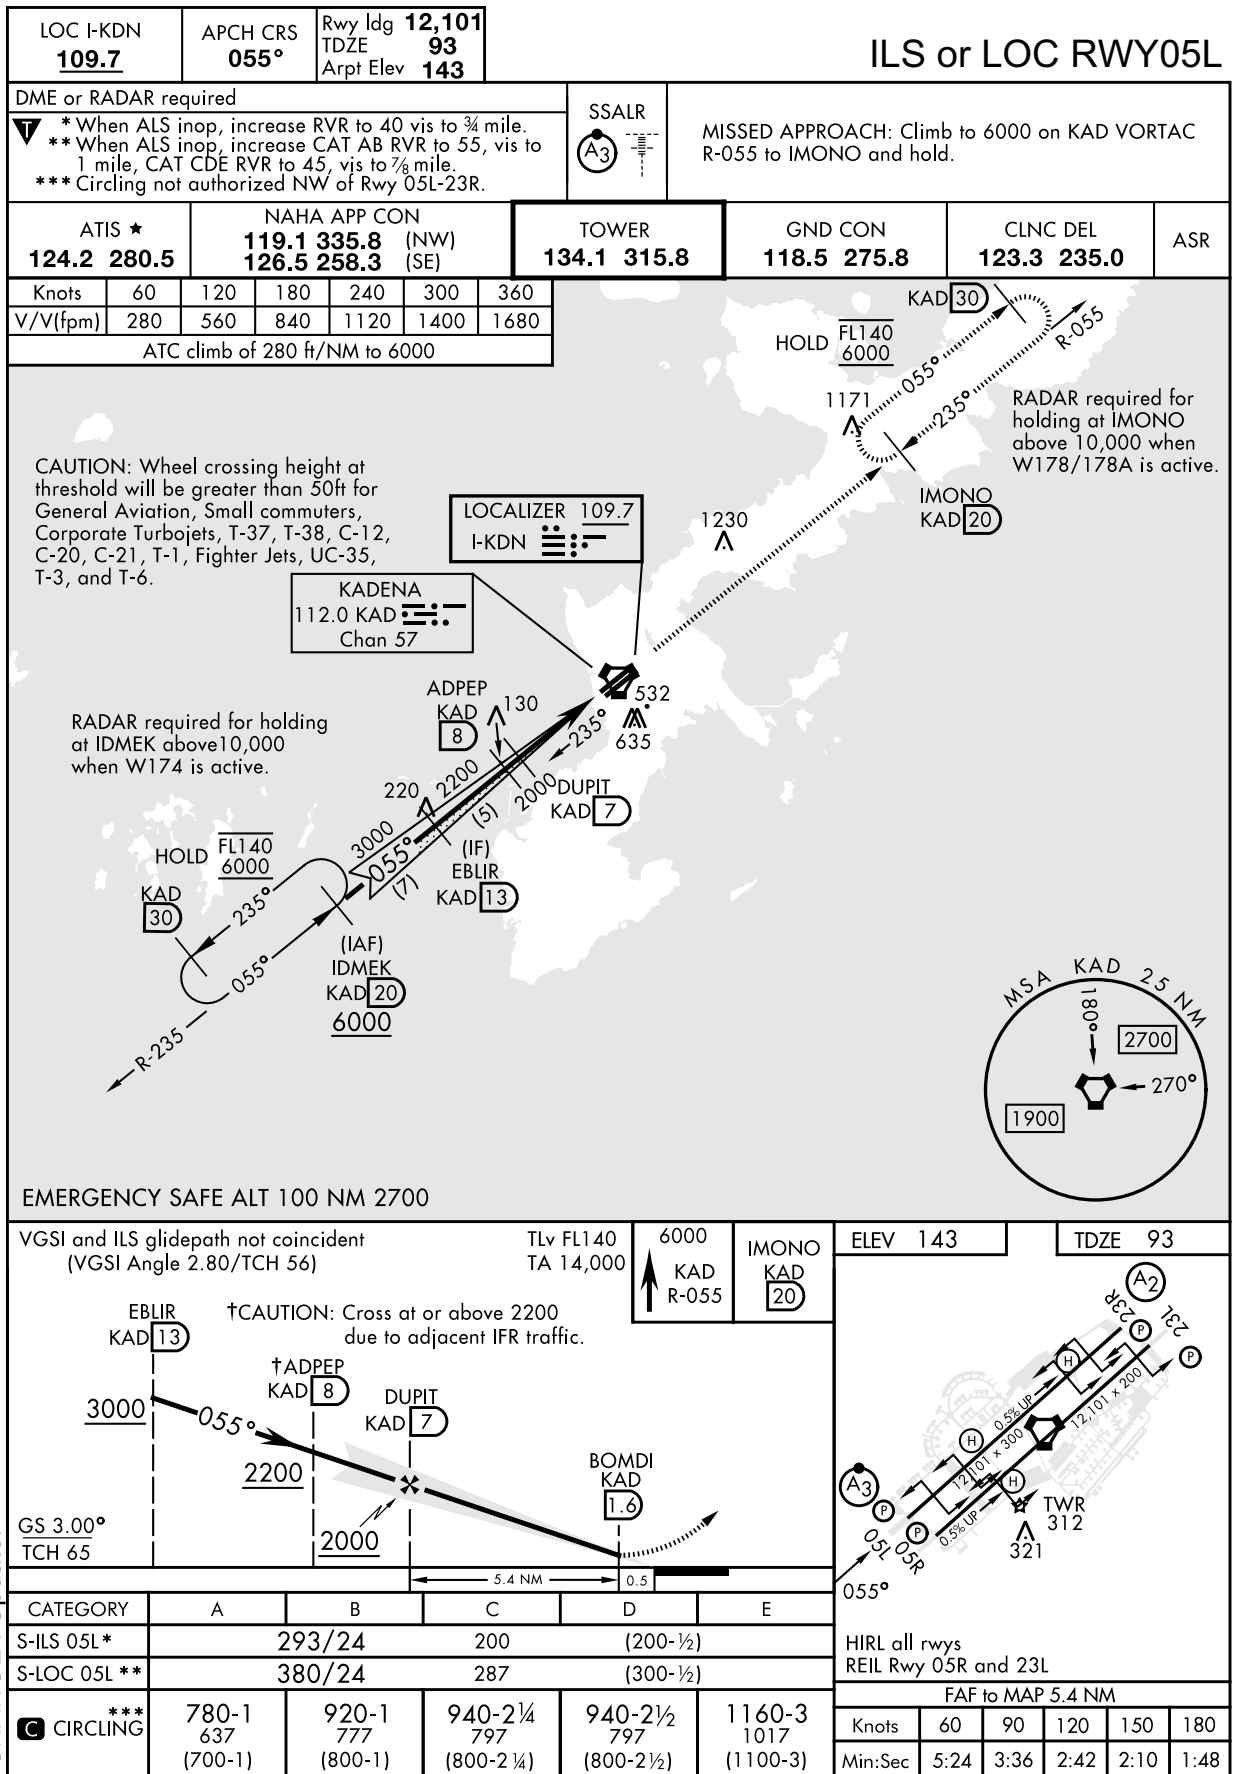 LOC I-KDN
109.7
APCH CRS
055°
Rwy ldg 12,101
TDZE 93
Arpt Elev 143
ILS or LOC RWY05L
DME or RADAR required
T * When ALS inop, increase RVR to 40 vis to ¾ mile.
** When ALS inop, increase CAT AB RVR to 55, vis to
1 mile, CAT CDE RVR to 45, vis to ⅞ mile.
*** Circling not authorized NW of Rwy 05L-23R.
SSALR
A3
MISSED APPROACH: Climb to 6000 on KAD VORTAC
R-055 to IMONO and hold.
ATIS ★
124.2 280.5
NAHA APP CON
119.1 335.8 (NW)
126.5 258.3 (SE)
TOWER
134.1 315.8
GND CON
118.5 275.8
CLNC DEL
123.3 235.0
ASR
Knots 60 120 180 240 300 360
V/V(fpm) 280 560 840 1120 1400 1680
ATC climb of 280 ft/NM to 6000
KAD 30
HOLD FL140
6000
R-055
055°
235°
1171
RADAR required for
holding at IMONO
above 10,000 when
W178/178A is active.
IMONO
KAD 20
CAUTION: Wheel crossing height at
threshold will be greater than 50ft for
General Aviation, Small commuters,
Corporate Turbojets, T-37, T-38, C-12,
C-20, C-21, T-1, Fighter Jets, UC-35,
T-3, and T-6.
LOCALIZER 109.7
I-KDN
1230
KADENA
112.0 KAD
Chan 57
532
635
235°
ADPEP
KAD
8
130
RADAR required for holding
at IDMEK above10,000
when W174 is active.
DUPIT
KAD 7
2200
2000
220
(5)
3000
055°
(7)
(IF)
EBLIR
KAD 13
HOLD FL140
6000
KAD
30
235°
055°
(IAF)
IDMEK
KAD 20
6000
R-235
MSA KAD 25 NM
180°
2700
270°
1900
EMERGENCY SAFE ALT 100 NM 2700
VGSI and ILS glidepath not coincident
(VGSI Angle 2.80/TCH 56)
TLv FL140
TA 14,000
6000
KAD
R-055
IMONO
KAD
20
ELEV 143
TDZE 93
EBLIR
KAD 13
†CAUTION: Cross at or above 2200
due to adjacent IFR traffic.
†ADPEP
KAD 8
DUPIT
KAD 7
3000
055°
2200
2000
BOMDI
KAD
1.6
GS 3.00°
TCH 65
5.4 NM
0.5
A2
23R
23L
P
P
H
0.5% UP
12,101 x 200
H
12,101 x 300
H
A3
P
P
0.5% UP
TWR
312
321
05L
05R
055°
HIRL all rwys
REIL Rwy 05R and 23L
CATEGORY A B C D E
S-ILS 05L* 293/24 200 (200-½)
S-LOC 05L ** 380/24 287 (300-½)
C CIRCLING ***
780-1 920-1 940-2¼ 940-2½ 1160-3
637 777 797 797 1017
(700-1) (800-1) (800-2¼) (800-2½) (1100-3)
FAF to MAP 5.4 NM
Knots 60 90 120 150 180
Min:Sec 5:24 3:36 2:42 2:10 1:48